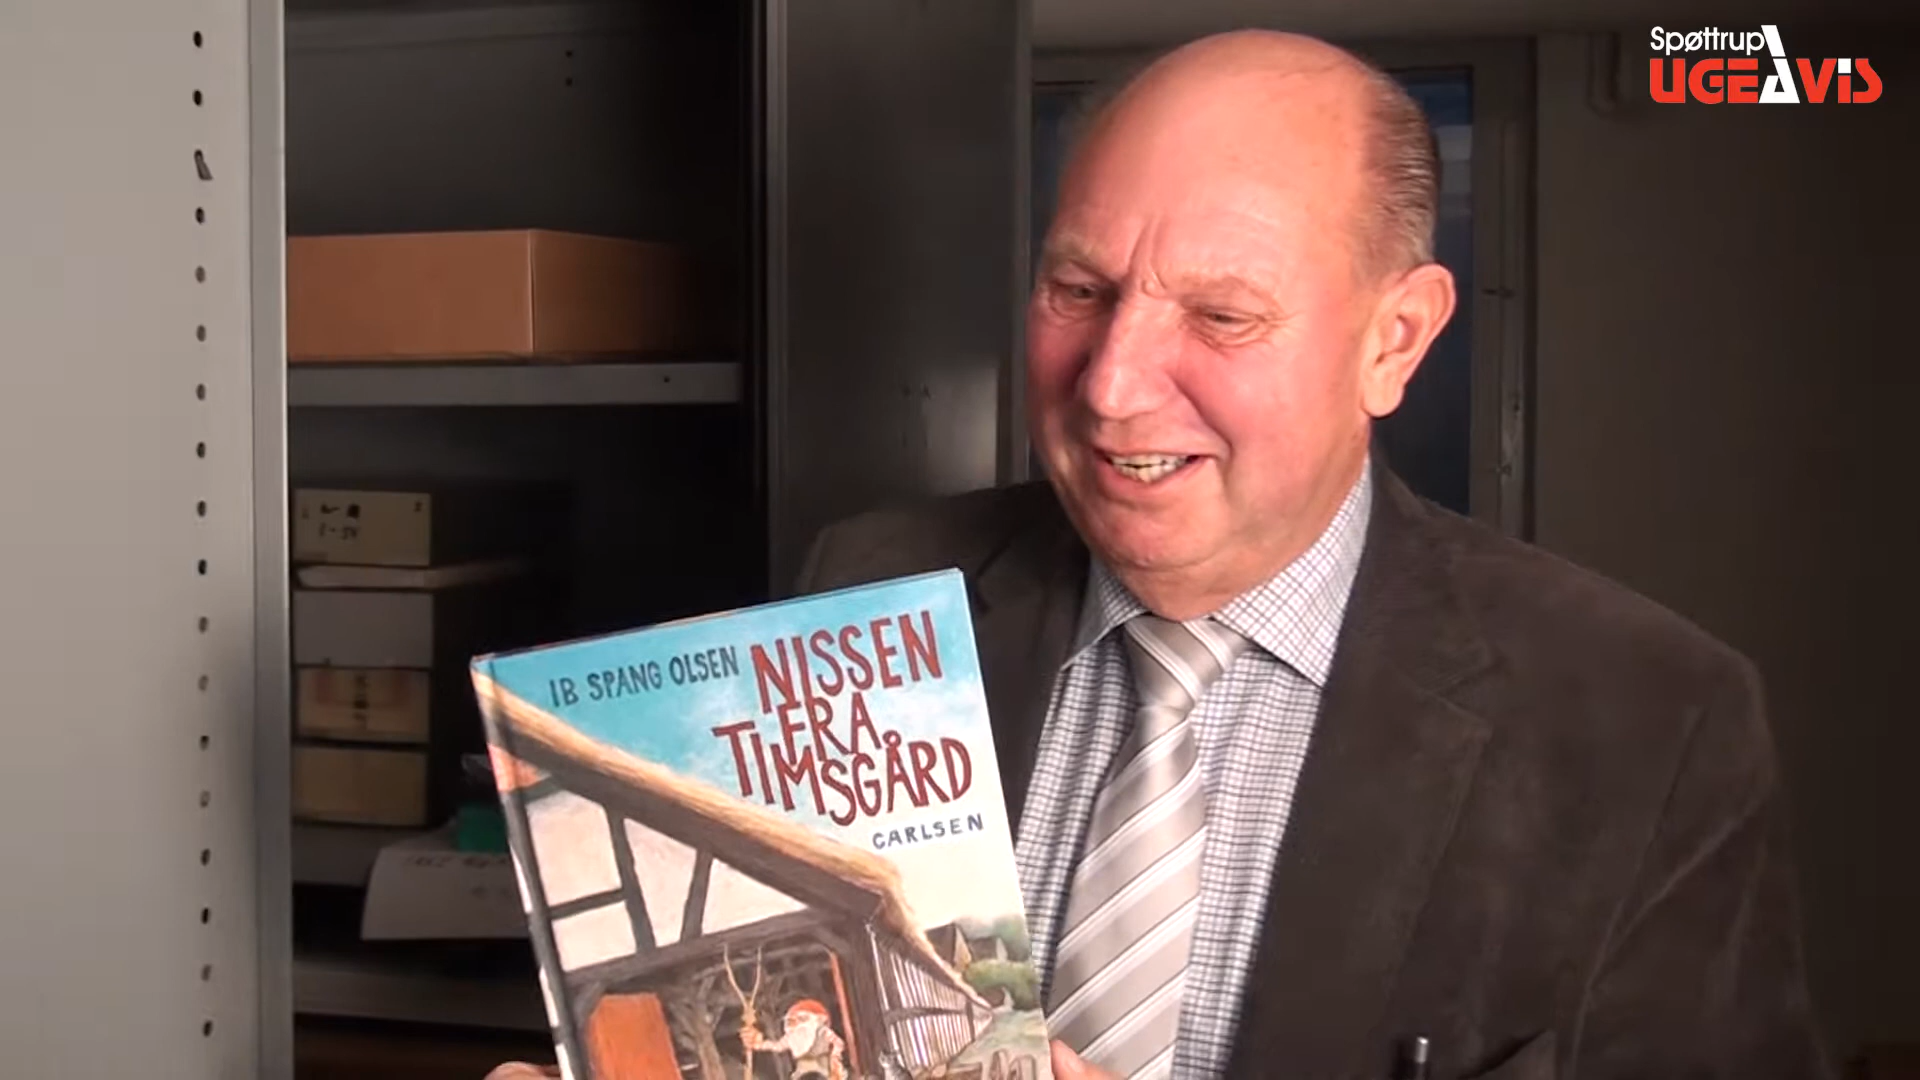 Spøttrup
UGEAVIS
IB SPANG OLSEN
NISSEN
FRA
TIMSGÅRD
CARLSEN